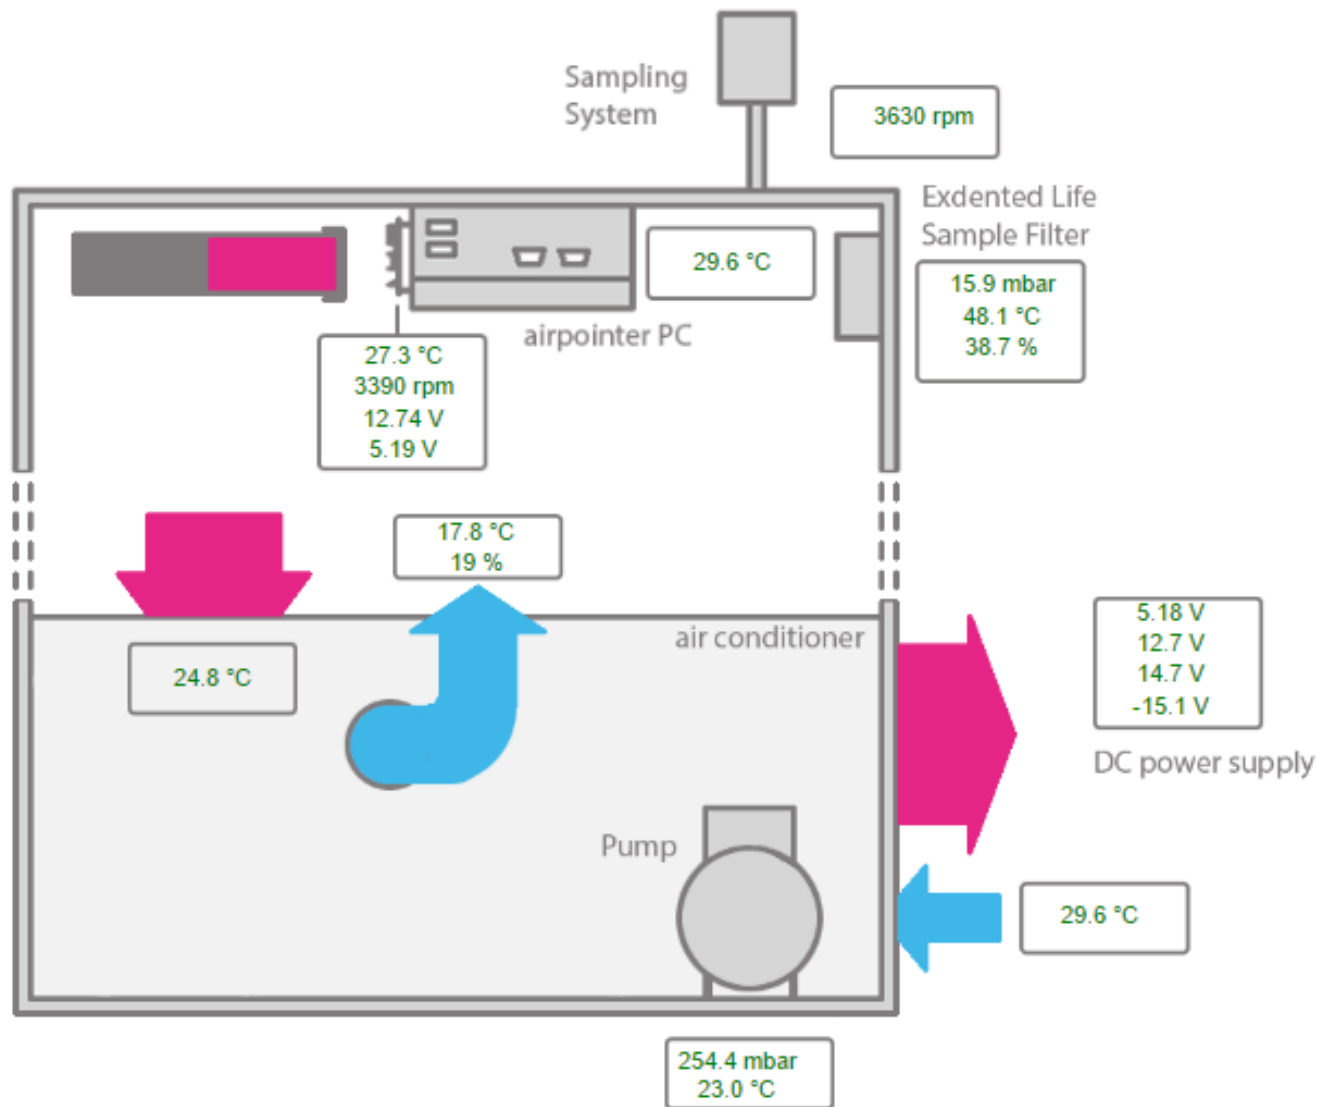 Sampling
System
3630 rpm
Exdented Life
Sample Filter
15.9 mbar
48.1 °C
38.7 %
29.6 °C
airpointer PC
27.3 °C
3390 rpm
12.74 V
5.19 V
17.8 °C
19 %
24.8 °C
air conditioner
5.18 V
12.7 V
14.7 V
-15.1 V
DC power supply
Pump
29.6 °C
254.4 mbar
23.0 °C